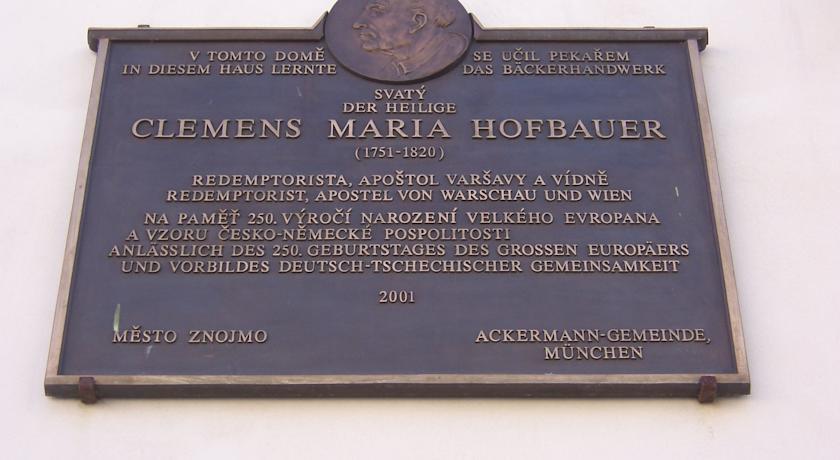 V TOMTO DOMĚ SE UČIL PEKAŘEM
IN DIESEM HAUS LERNTE DAS BÄCKERHANDWERK
SVATÝ
DER HEILIGE
CLEMENS MARIA HOFBAUER
(1751-1820)
REDEMPTORISTA, APOŠTOL VARŠAVY A VÍDNĚ
REDEMPTORIST, APOSTEL VON WARSCHAU UND WIEN
NA PAMĚŤ 250. VÝROČÍ NAROZENÍ VELKÉHO EVROPANA
A VZORU ČESKO-NĚMECKÉ POSPOLITOSTI
ANLÄSSLICH DES 250. GEBURTSTAGES DES GROSSEN EUROPÄERS
UND VORBILDES DEUTSCH-TSCHECHISCHER GEMEINSAMKEIT
2001
MĚSTO ZNOJMO
ACKERMANN-GEMEINDE,
MÜNCHEN